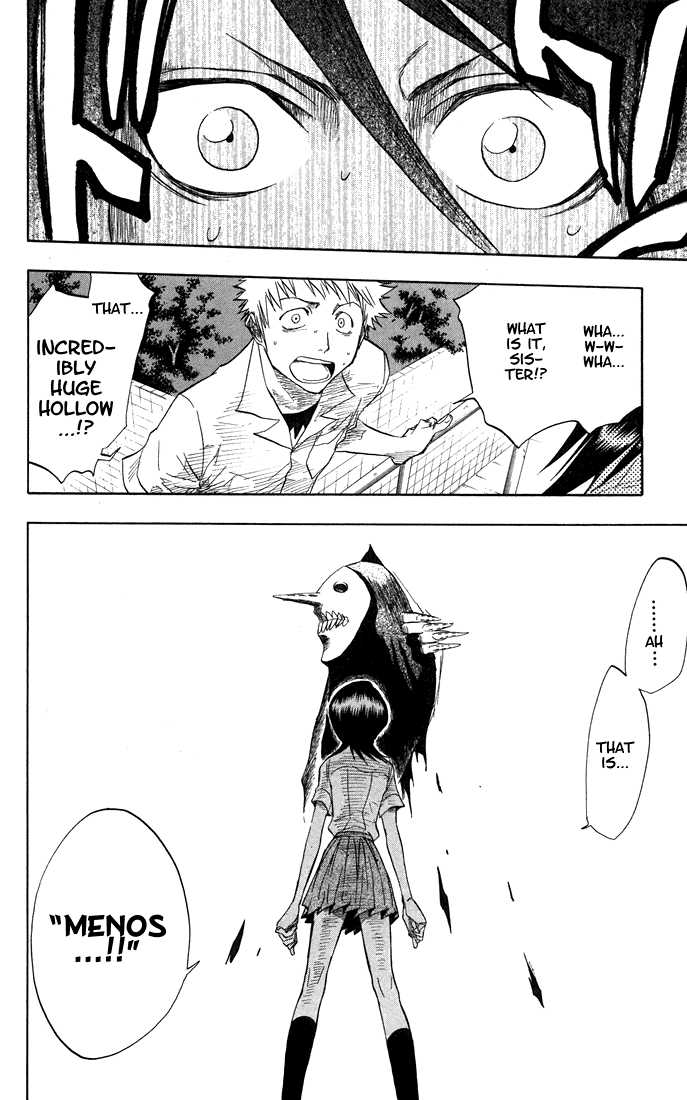 WHA...
W-W-
WHA...
WHAT
IS IT,
SIS-
TER!?
THAT...
INCRED-
IBLY
HUGE
HOLLOW
...!?
......
AH
......
THAT
IS...
"MENOS
...!!"